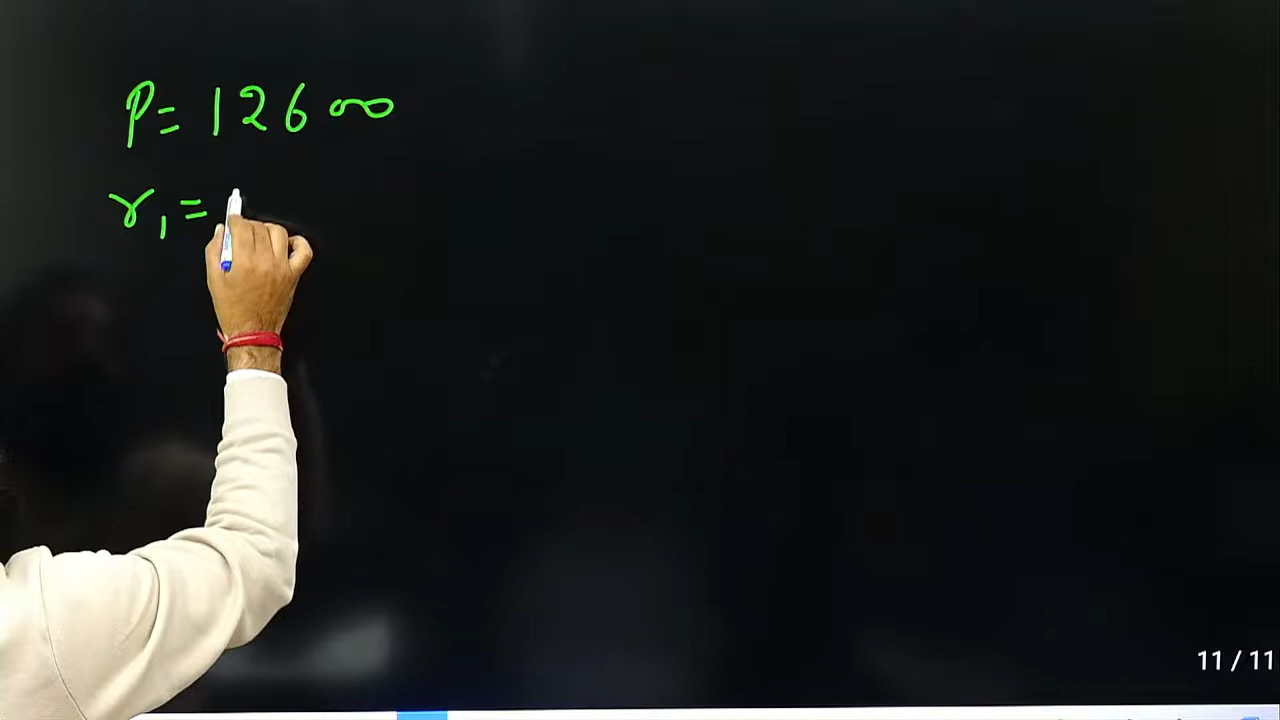 P = 12600
r₁ =
11 / 11